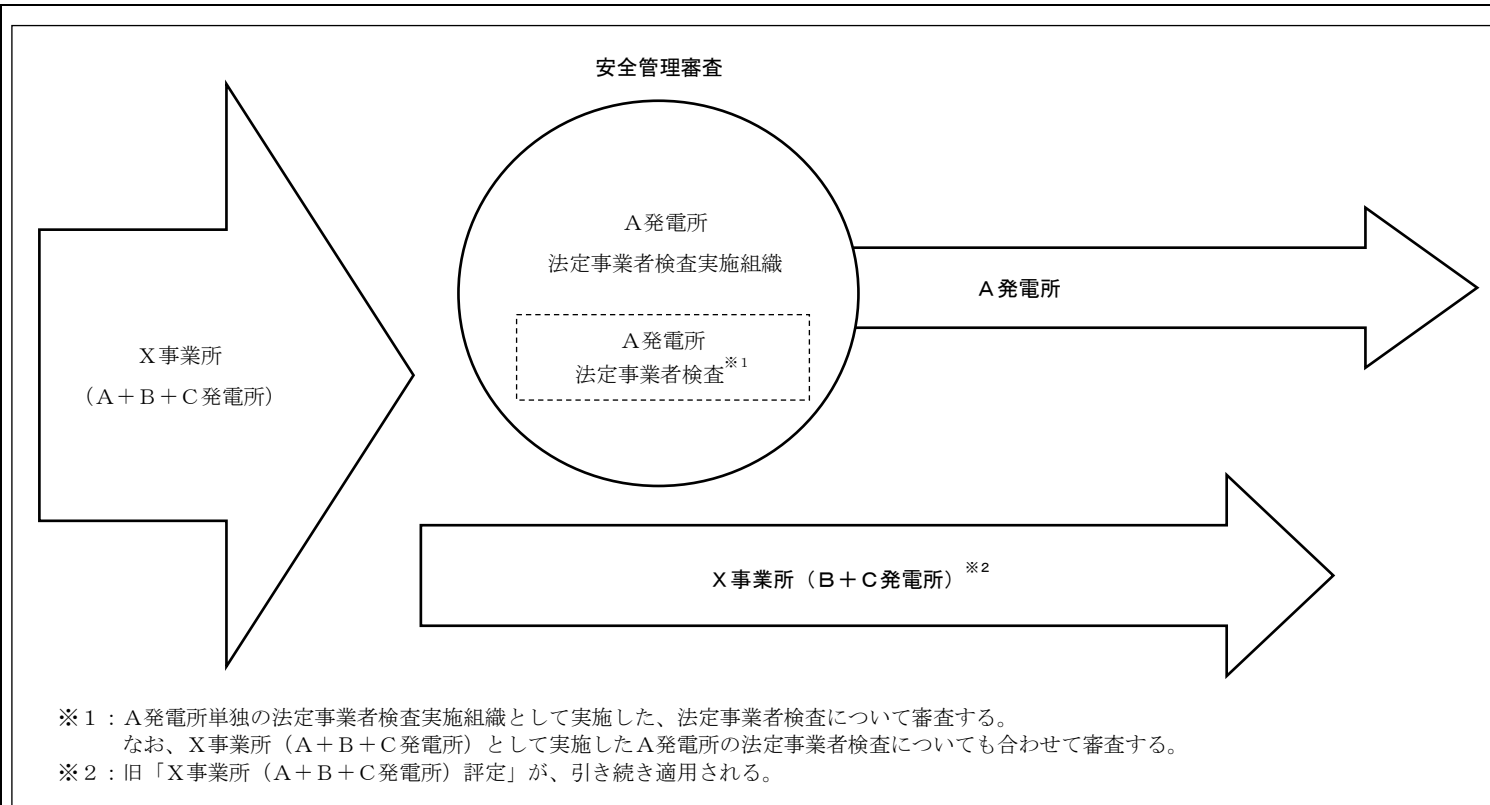 安全管理審査
A発電所
法定事業者検査実施組織
A発電所
法定事業者検査※1
X事業所
(A+B+C発電所)
A発電所
X事業所（B+C発電所）※2
※1：A発電所単独の法定事業者検査実施組織として実施した、法定事業者検査について審査する。
なお、X事業所（A+B+C発電所）として実施したA発電所の法定事業者検査についても合わせて審査する。
※2：旧「X事業所（A+B+C発電所）評定」が、引き続き適用される。